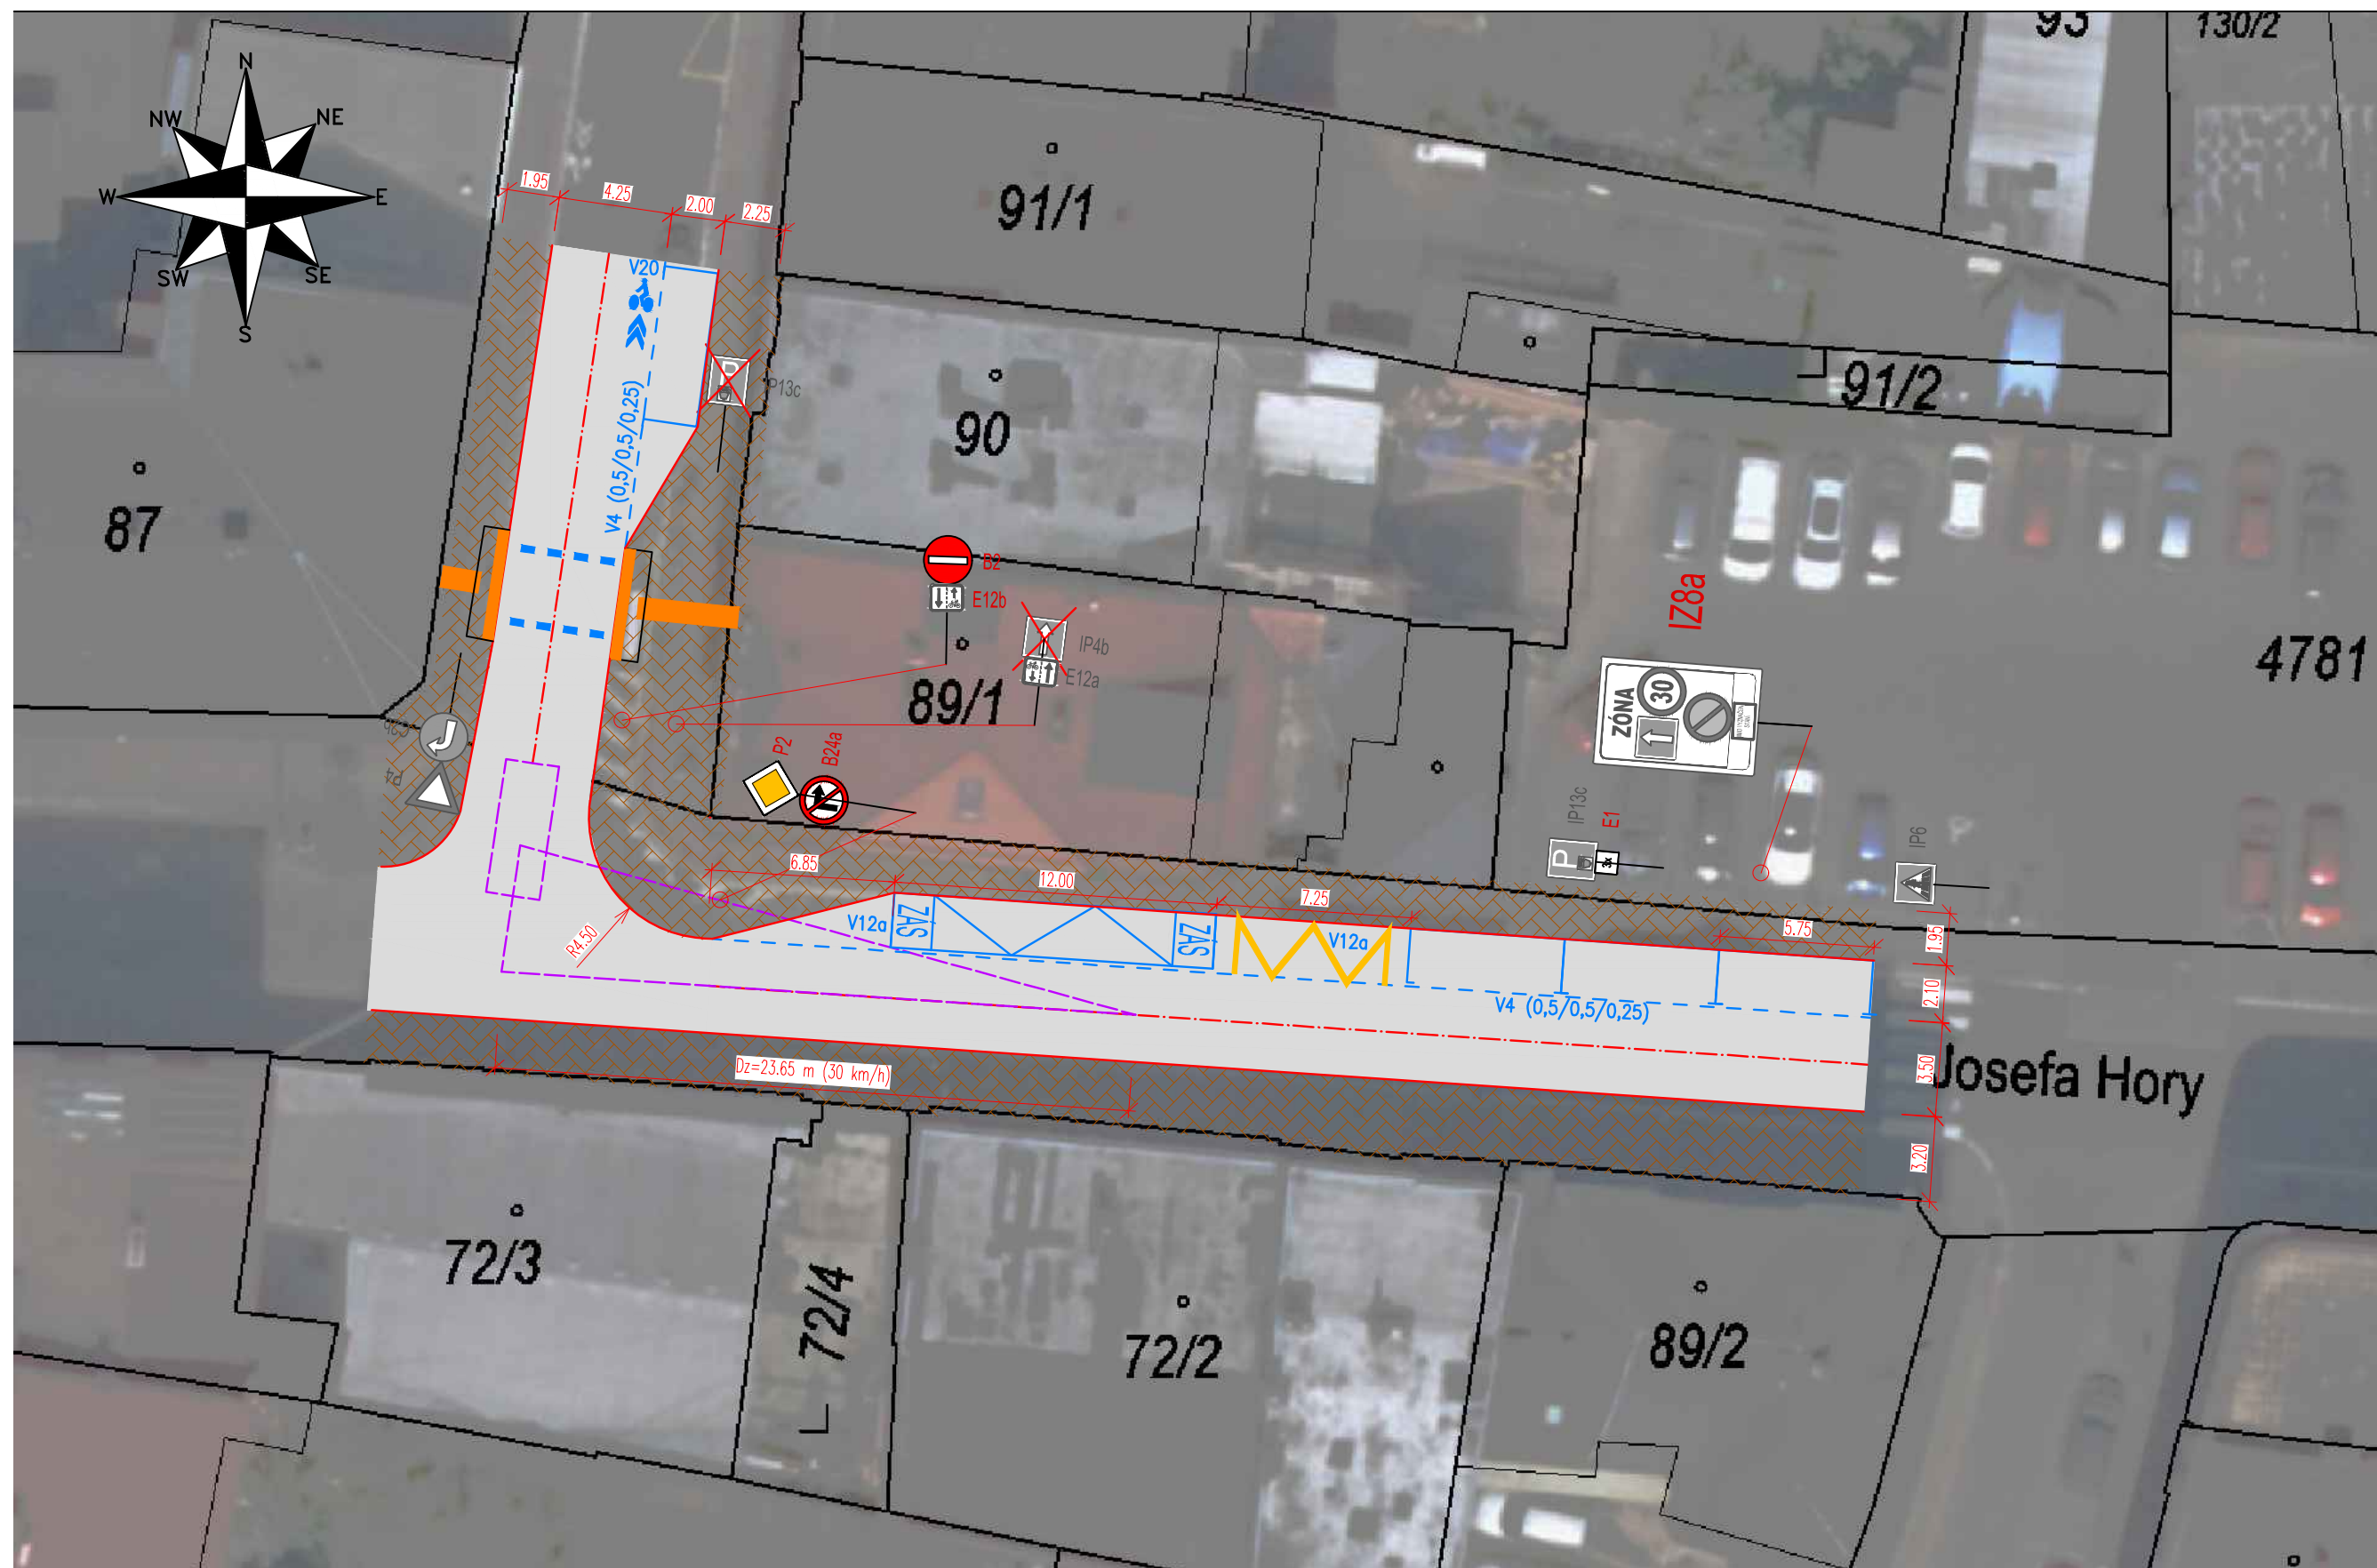 93
130/2
N
NW
NE
W
E
SW
SE
S
1.95
4.25
2.00
2.25
91/1
V20
P
P13c
V4 (0,5/0,5/0,25)
90
91/2
87
B2
E12b
IP4b
E12a
89/1
IZ8a
ZÓNA
30
4781
P2
B24a
P4
IP13c
E1
P
3x
IP6
6.85
12.00
7.25
5.75
V12a
ZÁS
ZÁS
V12a
R4.50
V4 (0,5/0,5/0,25)
1.95
2.10
3.50
3.20
Dz=23.65 m (30 km/h)
Josefa Hory
72/3
72/4
72/2
89/2